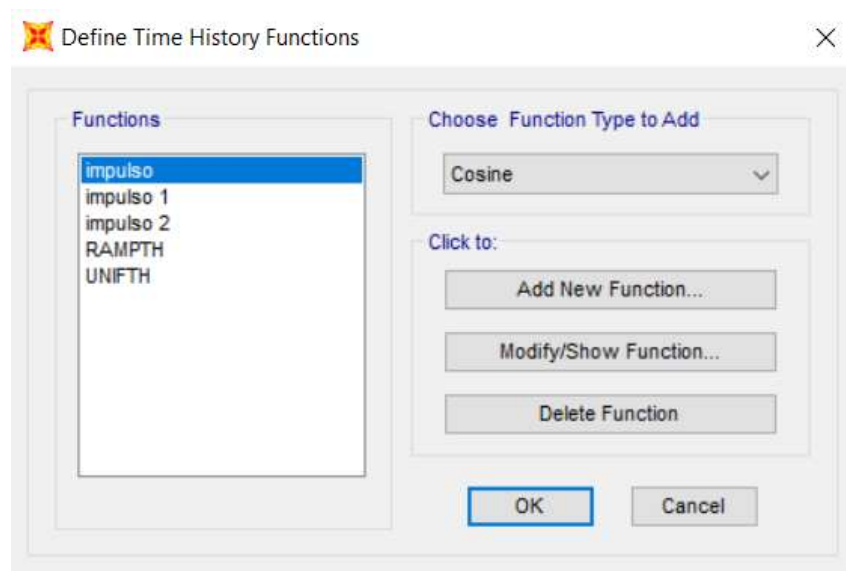 Define Time History Functions
Functions
impulso
impulso 1
impulso 2
RAMPTH
UNIFTH
Choose Function Type to Add
Cosine
Click to:
Add New Function...
Modify/Show Function...
Delete Function
OK
Cancel